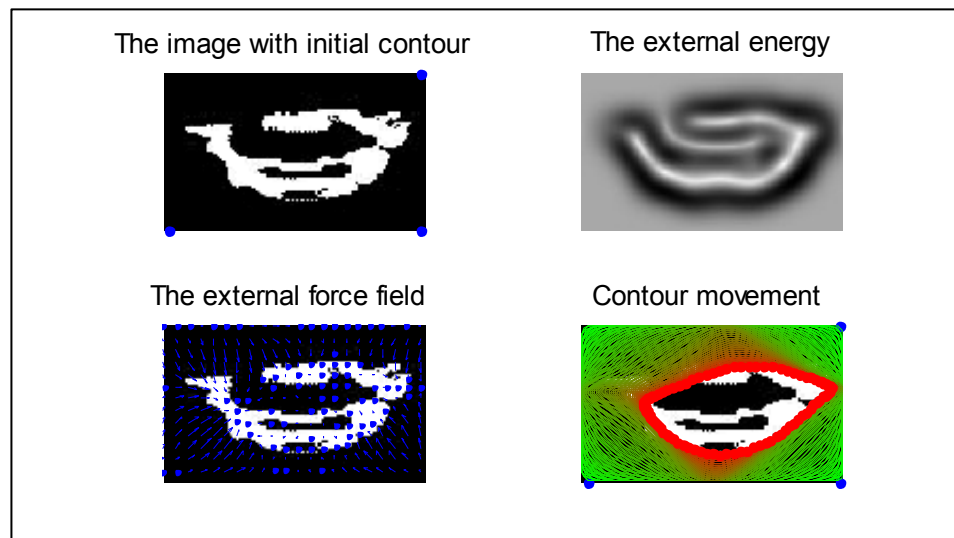 The image with initial contour
The external energy
The external force field
Contour movement